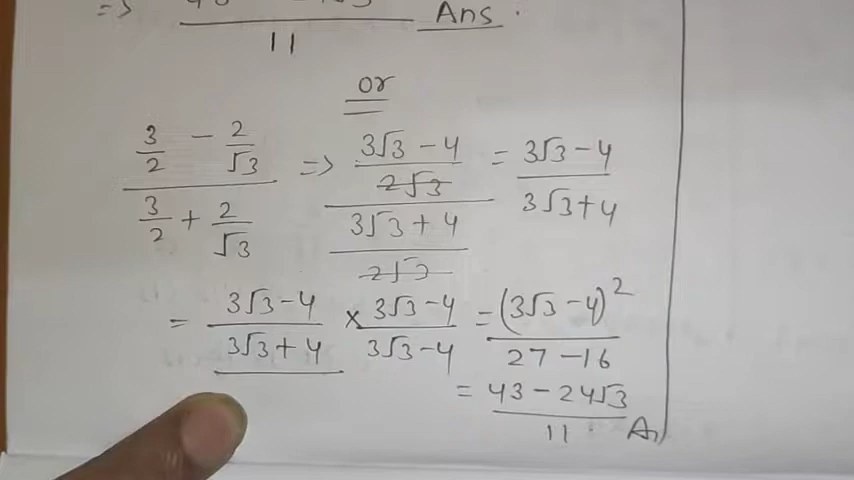 => 11 Ans.
or
(3/2 - 2/√3) / (3/2 + 2/√3) => ((3√3 - 4)/(2√3)) / ((3√3 + 4)/(2√3)) = (3√3 - 4)/(3√3 + 4)
= (3√3 - 4)/(3√3 + 4) × (3√3 - 4)/(3√3 - 4) = (3√3 - 4)²/(27 - 16)
= (43 - 24√3)/11 A